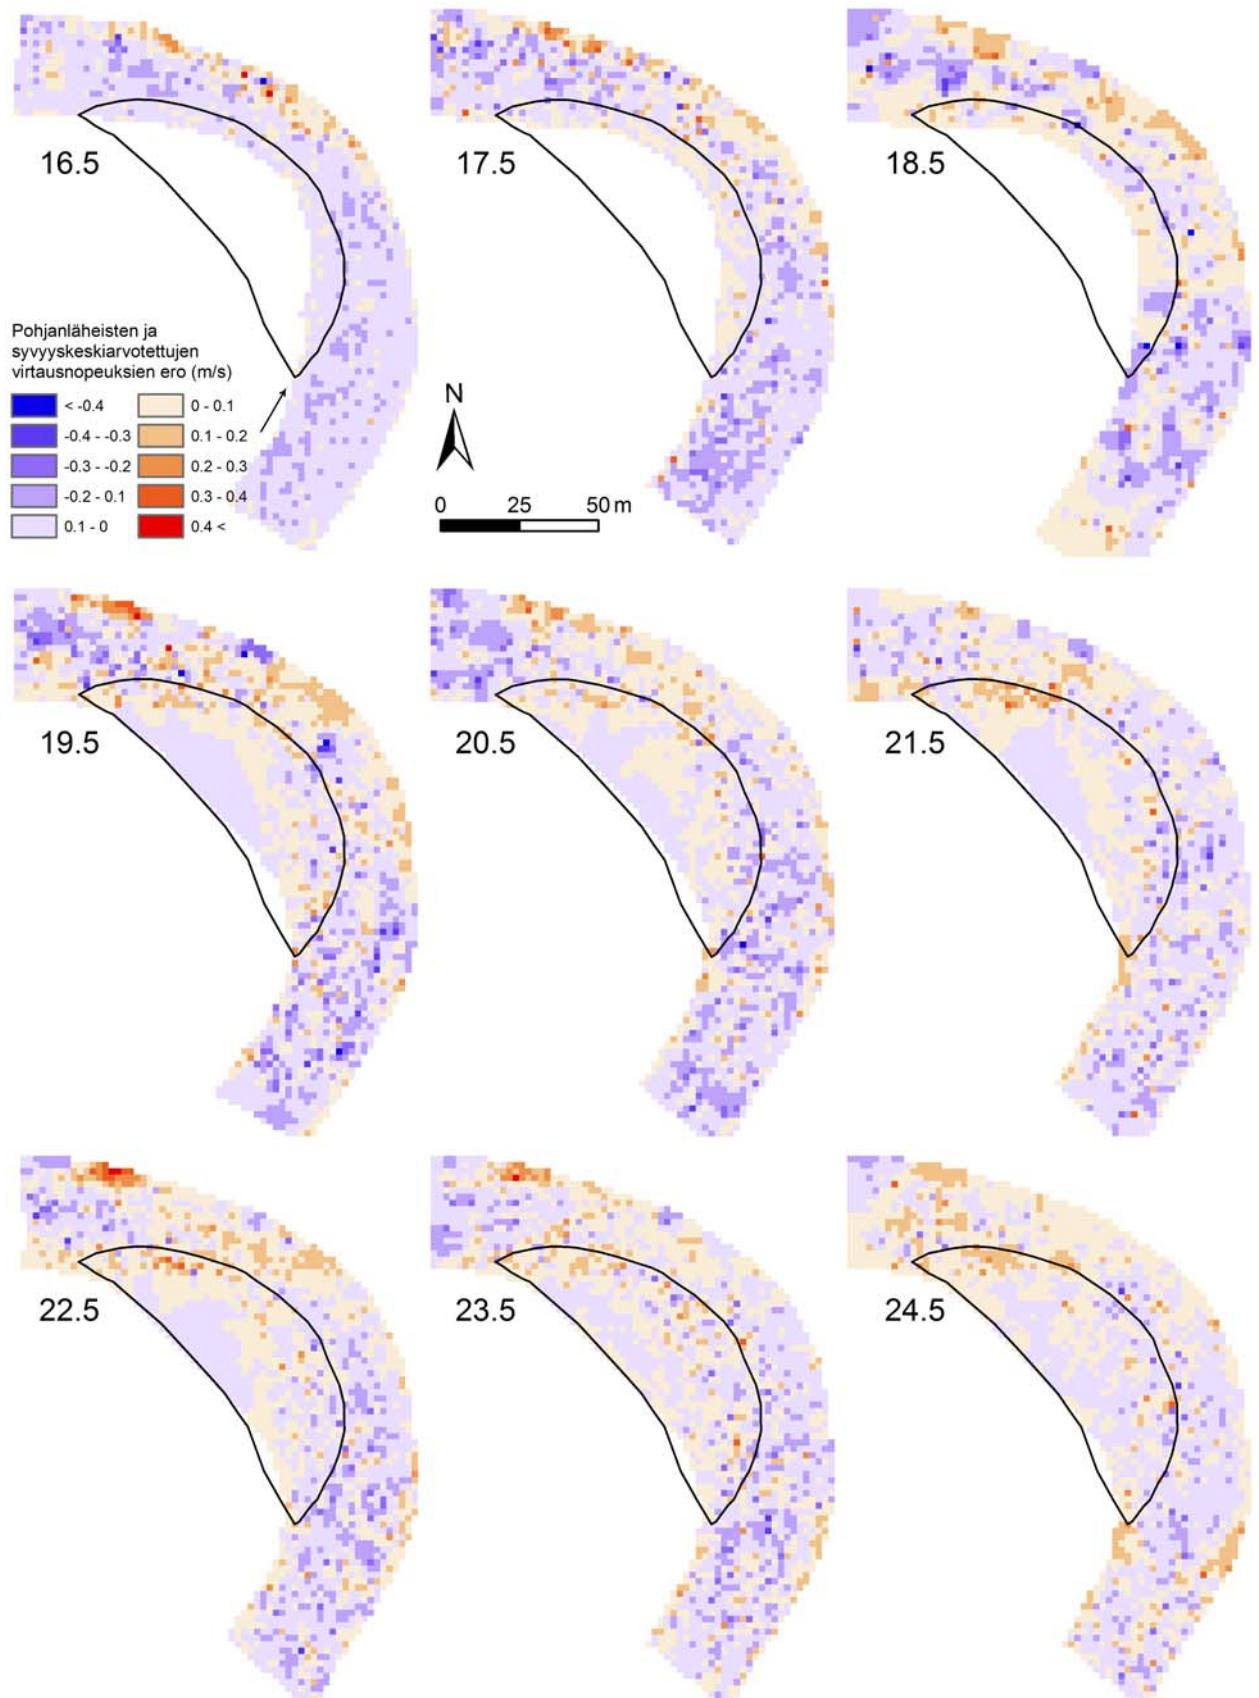 16.5
17.5
18.5
Pohjanläheisten ja
syvyyskeskiarvotettujen
virtausnopeuksien ero (m/s)
< -0.4
-0.4 - -0.3
-0.3 - -0.2
-0.2 - 0.1
0.1 - 0
0 - 0.1
0.1 - 0.2
0.2 - 0.3
0.3 - 0.4
0.4 <
N
0 25 50 m
19.5
20.5
21.5
22.5
23.5
24.5